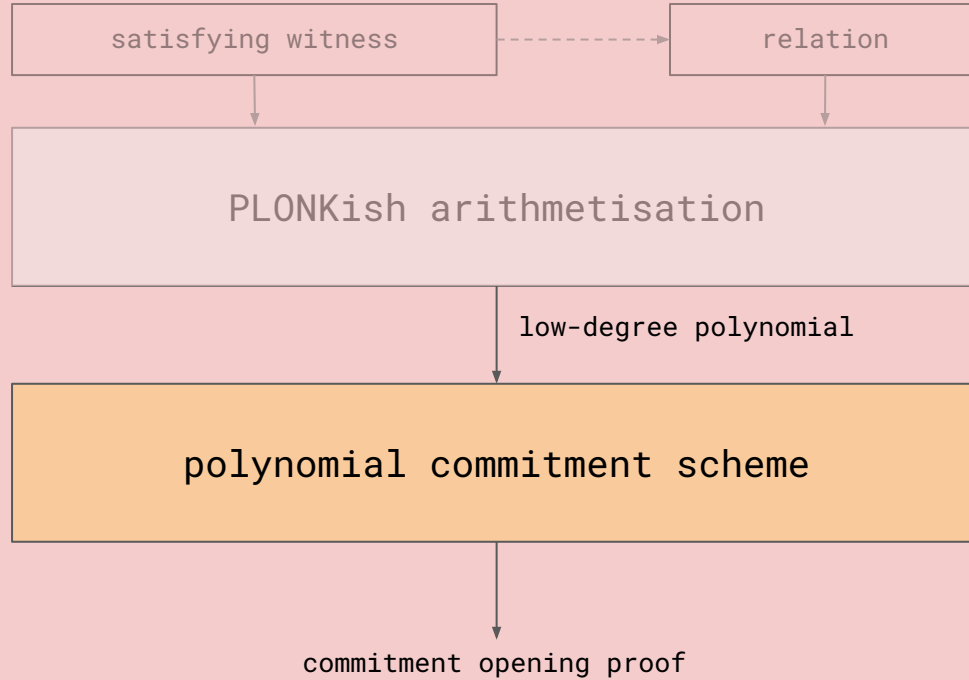 satisfying witness
relation
PLONKish arithmetisation
low-degree polynomial
polynomial commitment scheme
commitment opening proof